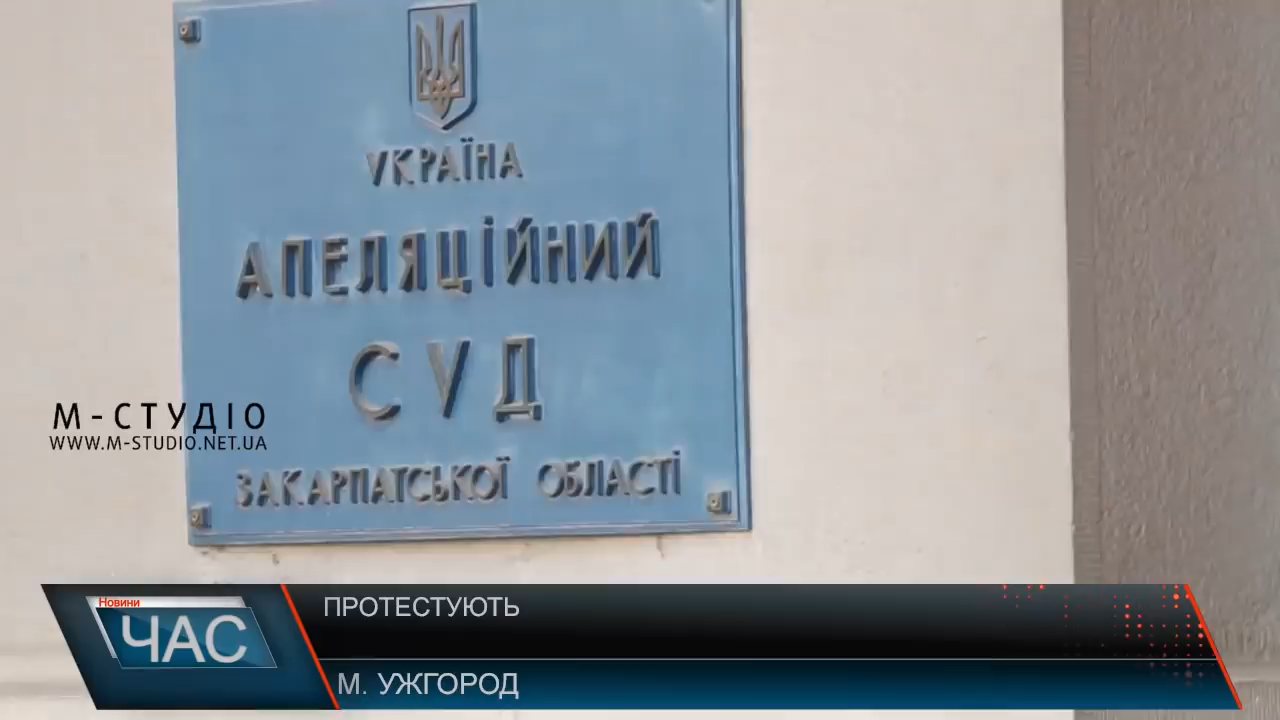 УКРАЇНА
АПЕЛЯЦІЙНИЙ
СУД
ЗАКАРПАТСЬКОЇ ОБЛАСТІ
М-СТУДІО
WWW.M-STUDIO.NET.UA
Новини
ЧАС
ПРОТЕСТУЮТЬ
М. УЖГОРОД